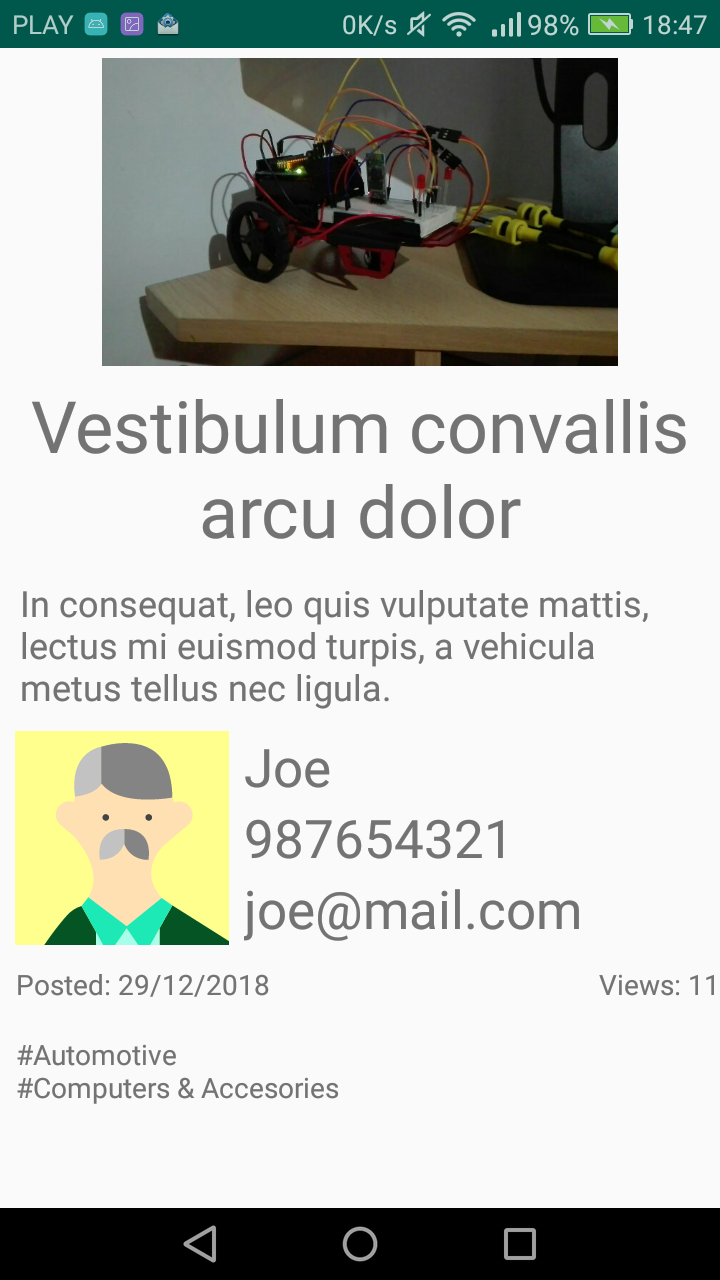 PLAY 0K/s 98% 18:47
Vestibulum convallis
arcu dolor
In consequat, leo quis vulputate mattis,
lectus mi euismod turpis, a vehicula
metus tellus nec ligula.
Joe
987654321
joe@mail.com
Posted: 29/12/2018 Views: 11
#Automotive
#Computers & Accesories